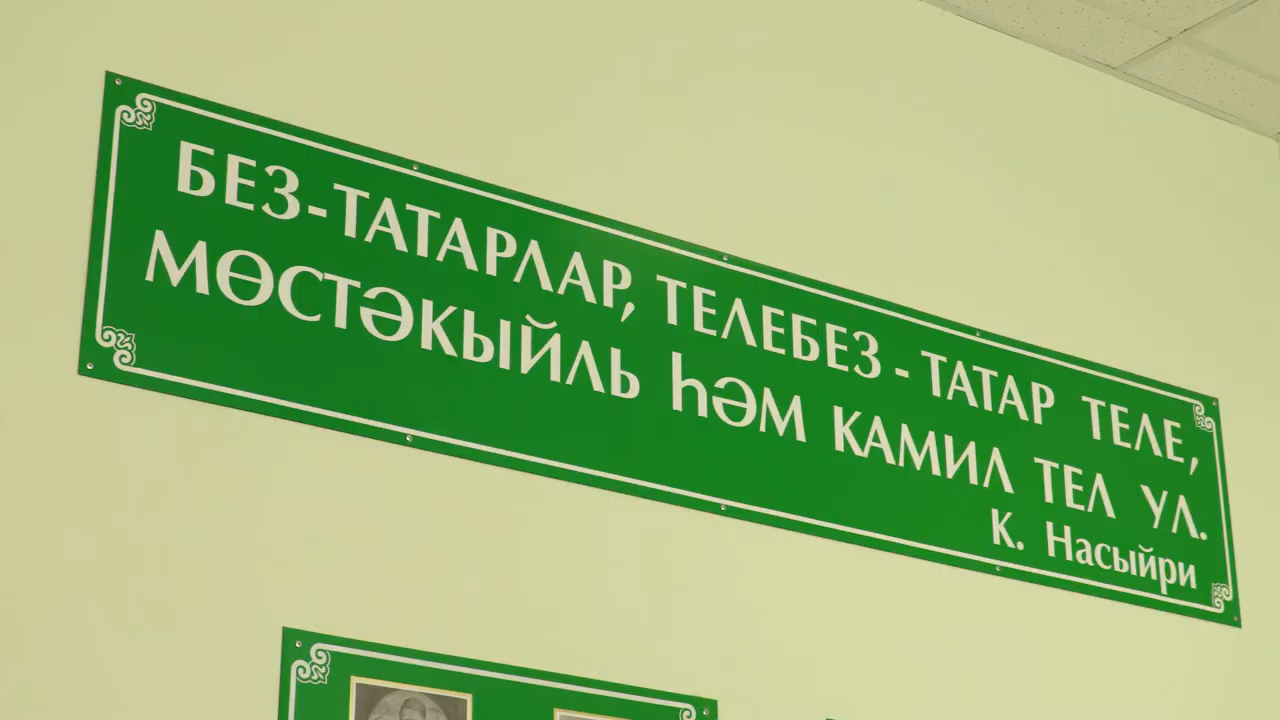 БЕЗ-ТАТАРЛАР, ТЕЛЕБЕЗ - ТАТАР ТЕЛЕ,
МӨСТӘКЫЙЛЬ ҺӘМ КАМИЛ ТЕЛ УЛ.
К. Насыйри